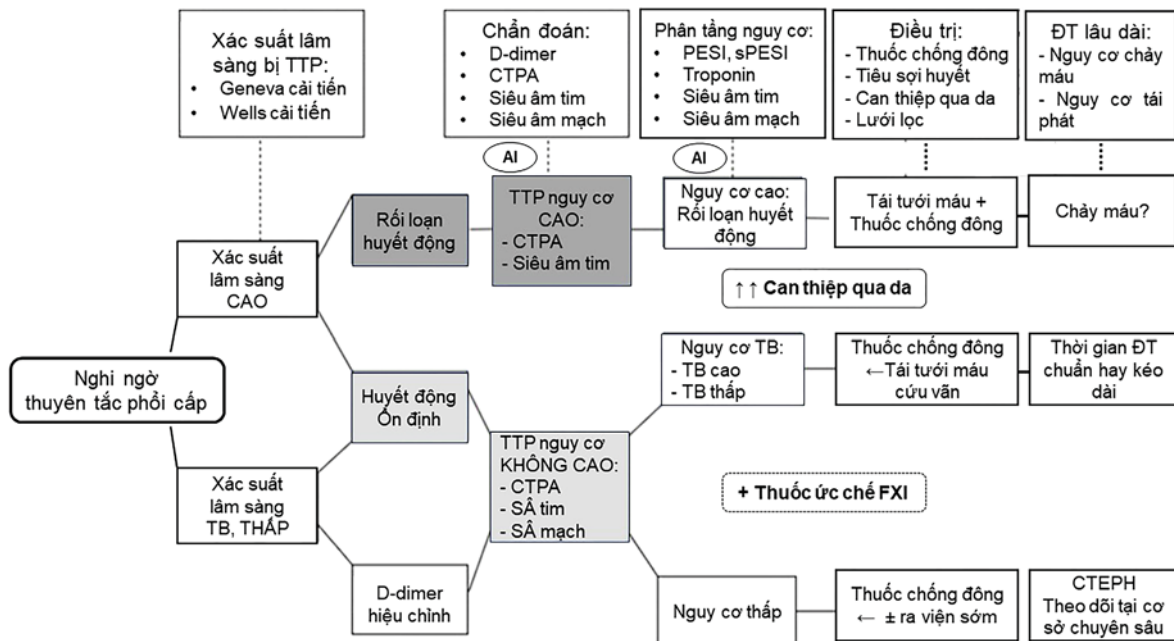 Xác suất lâm
sàng bị TTP:
• Geneva cải tiến
• Wells cải tiến
Chẩn đoán:
• D-dimer
• CTPA
• Siêu âm tim
• Siêu âm mạch
Phân tầng nguy cơ:
• PESI, sPESI
• Troponin
• Siêu âm tim
• Siêu âm mạch
Điều trị:
- Thuốc chống đông
- Tiêu sợi huyết
- Can thiệp qua da
- Lưới lọc
ĐT lâu dài:
- Nguy cơ chảy
máu
- Nguy cơ tái
phát
AI
AI
Rối loạn
huyết động
TTP nguy cơ
CAO:
- CTPA
- Siêu âm tim
Nguy cơ cao:
Rối loạn huyết
động
Tái tưới máu +
Thuốc chống đông
Chảy máu?
Xác suất
lâm sàng
CAO
↑↑ Can thiệp qua da
Nghi ngờ
thuyên tắc phổi cấp
Huyết động
Ổn định
Nguy cơ TB:
- TB cao
- TB thấp
Thuốc chống đông
←Tái tưới máu
cứu vãn
Thời gian ĐT
chuẩn hay kéo
dài
TTP nguy cơ
KHÔNG CAO:
- CTPA
- SÂ tim
- SÂ mạch
Xác suất
lâm sàng
TB, THẤP
+ Thuốc ức chế FXI
D-dimer
hiệu chỉnh
Nguy cơ thấp
Thuốc chống đông
← ± ra viện sớm
CTEPH
Theo dõi tại cơ
sở chuyên sâu